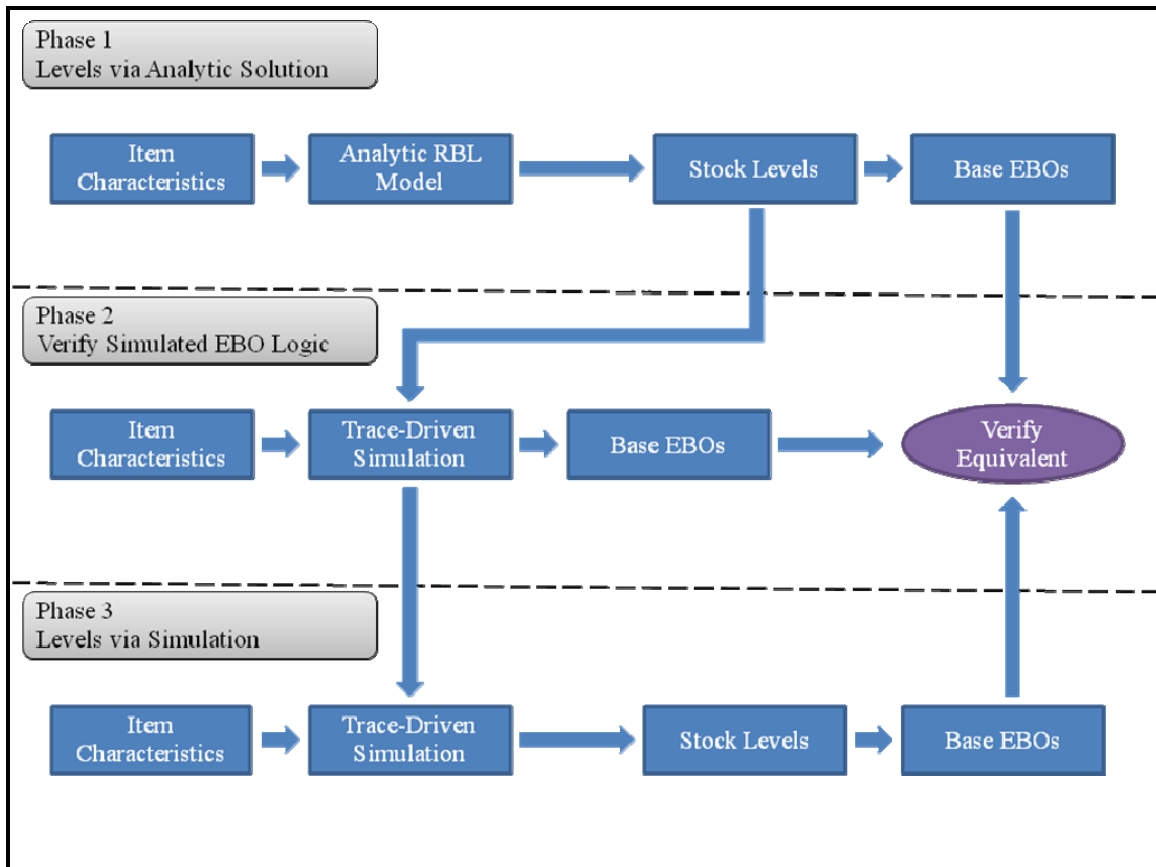 Phase 1
Levels via Analytic Solution
Item
Characteristics
Analytic RBL
Model
Stock Levels
Base EBOs
Phase 2
Verify Simulated EBO Logic
Item
Characteristics
Trace-Driven
Simulation
Base EBOs
Verify
Equivalent
Phase 3
Levels via Simulation
Item
Characteristics
Trace-Driven
Simulation
Stock Levels
Base EBOs